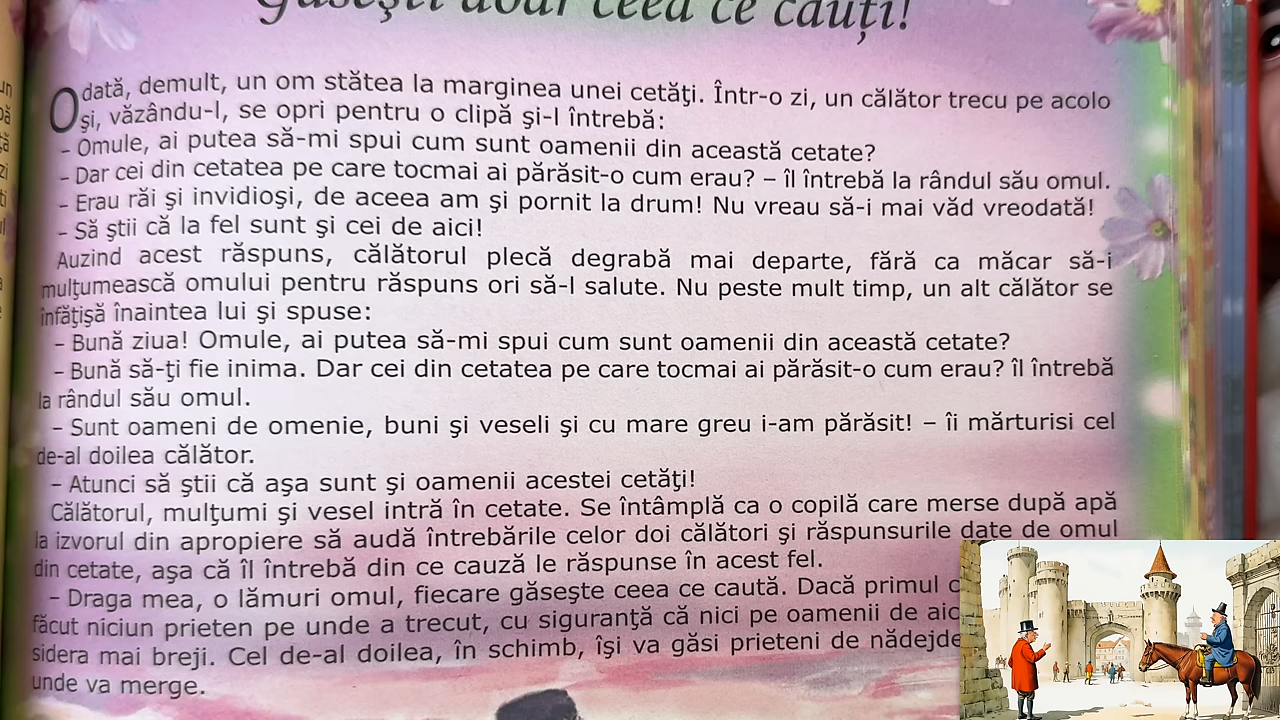 Găsești doar ceea ce cauți!
Odată, demult, un om stătea la marginea unei cetăţi. Într-o zi, un călător trecu pe acolo
şi, văzându-l, se opri pentru o clipă şi-l întrebă:
- Omule, ai putea să-mi spui cum sunt oamenii din această cetate?
- Dar cei din cetatea pe care tocmai ai părăsit-o cum erau? – îl întrebă la rândul său omul.
- Erau răi şi invidioşi, de aceea am şi pornit la drum! Nu vreau să-i mai văd vreodată!
- Să ştii că la fel sunt şi cei de aici!
Auzind acest răspuns, călătorul plecă degrabă mai departe, fără ca măcar să-i
mulţumească omului pentru răspuns ori să-l salute. Nu peste mult timp, un alt călător se
înfăţişă înaintea lui şi spuse:
– Bună ziua! Omule, ai putea să-mi spui cum sunt oamenii din această cetate?
– Bună să-ţi fie inima. Dar cei din cetatea pe care tocmai ai părăsit-o cum erau? îl întrebă
la rândul său omul.
– Sunt oameni de omenie, buni şi veseli şi cu mare greu i-am părăsit! – îi mărturisi cel
de-al doilea călător.
– Atunci să ştii că aşa sunt şi oamenii acestei cetăţi!
Călătorul, mulţumi şi vesel intră în cetate. Se întâmplă ca o copilă care merse după apă
la izvorul din apropiere să audă întrebările celor doi călători şi răspunsurile date de omul
din cetate, aşa că îl întrebă din ce cauză le răspunse în acest fel.
– Draga mea, o lămuri omul, fiecare găseşte ceea ce caută. Dacă primul
făcut niciun prieten pe unde a trecut, cu siguranţă că nici pe oamenii de aic
sidera mai breji. Cel de-al doilea, în schimb, îşi va găsi prieteni de nădejde
unde va merge.